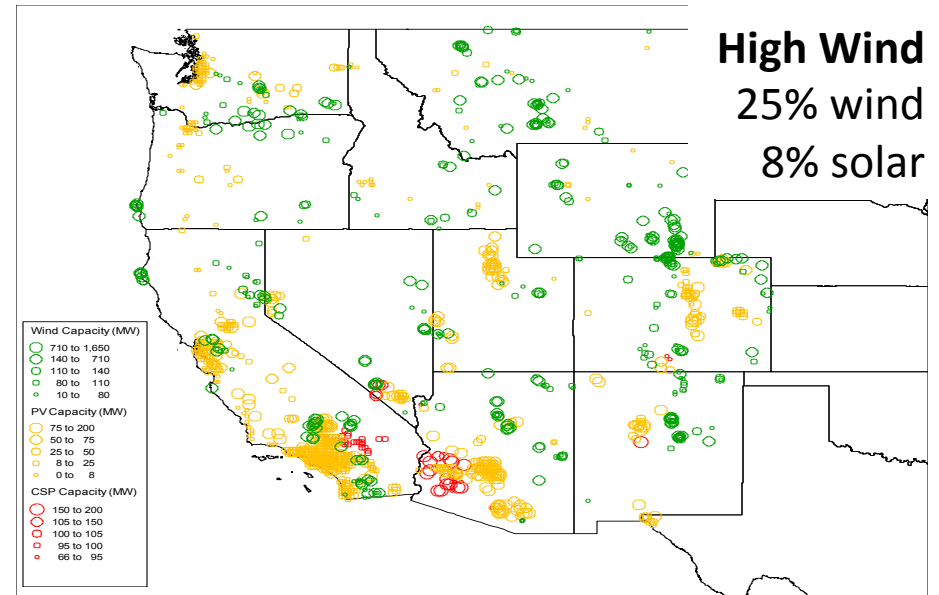 High Wind
25% wind
8% solar
Wind Capacity (MW)
710 to 1,650
140 to 710
110 to 140
80 to 110
10 to 80
PV Capacity (MW)
75 to 200
50 to 75
25 to 50
8 to 25
0 to 8
CSP Capacity (MW)
150 to 200
105 to 150
100 to 105
95 to 100
66 to 95